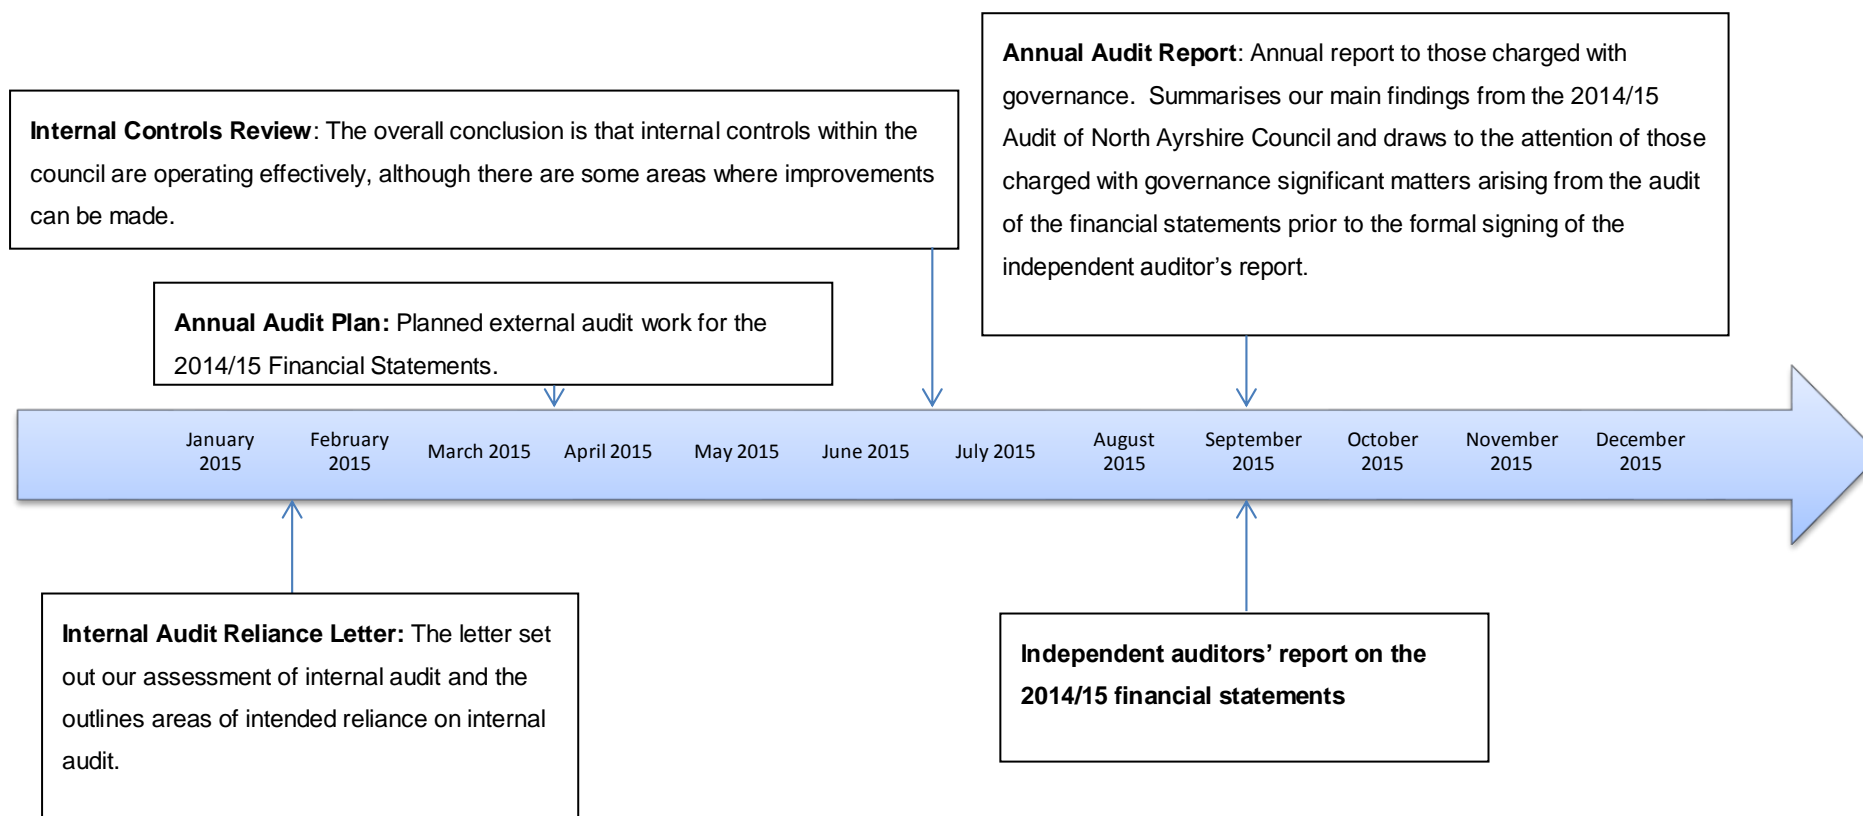 Annual Audit Report: Annual report to those charged with
governance.  Summarises our main findings from the 2014/15
Audit of North Ayrshire Council and draws to the attention of those
charged with governance significant matters arising from the audit
of the financial statements prior to the formal signing of the
independent auditor’s report.
Internal Controls Review: The overall conclusion is that internal controls within the
council are operating effectively, although there are some areas where improvements
can be made.
Annual Audit Plan: Planned external audit work for the
2014/15 Financial Statements.
January
2015
February
2015
March 2015
April 2015
May 2015
June 2015
July 2015
August
2015
September
2015
October
2015
November
2015
December
2015
Internal Audit Reliance Letter: The letter set
out our assessment of internal audit and the
outlines areas of intended reliance on internal
audit.
Independent auditors’ report on the
2014/15 financial statements